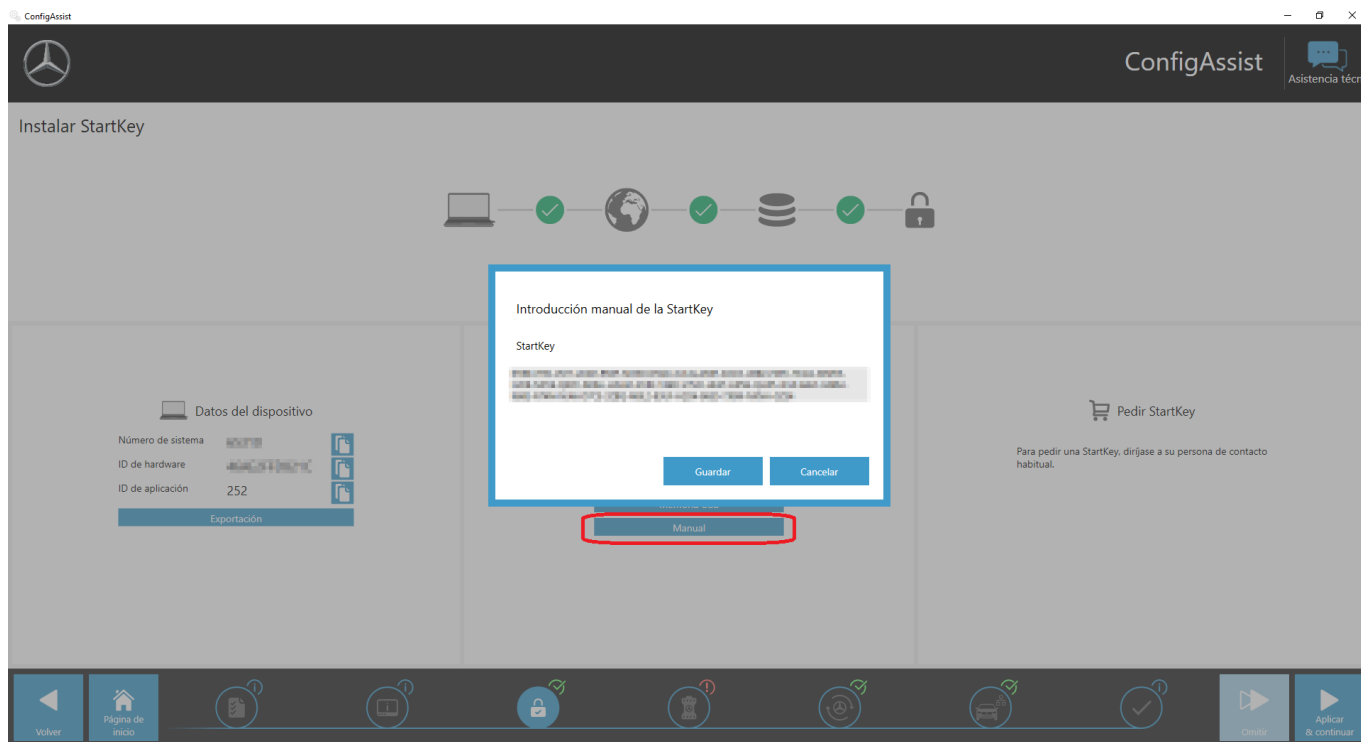 ConfigAssist
ConfigAssist
Asistencia técn
Instalar StartKey
Introducción manual de la StartKey
StartKey
Guardar
Cancelar
Datos del dispositivo
Número de sistema
ID de hardware
ID de aplicación
252
Exportación
Manual
Pedir StartKey
Para pedir una StartKey, diríjase a su persona de contacto
habitual.
Volver
Página de
inicio
Omitir
Aplicar
& continuar